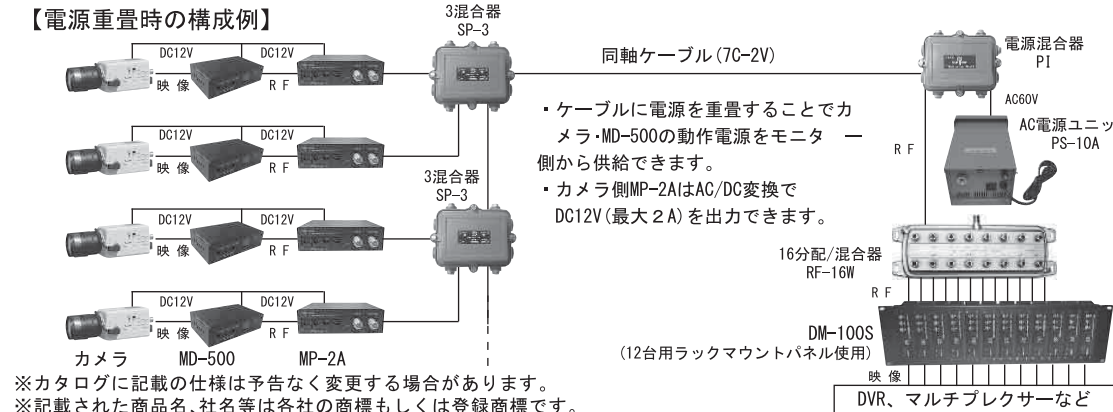 【電源重畳時の構成例】
3混合器
SP-3
DC12V
DC12V
映 像
R F
同軸ケーブル(7C-2V)
電源混合器
PI
AC60V
AC電源ユニッ
PS-10A
R F
・ケーブルに電源を重畳することでカ
メラ・MD-500の動作電源をモニタ ー
側から供給できます。
・カメラ側MP-2AはAC/DC変換で
DC12V(最大２A)を出力できます。
DC12V
DC12V
映 像
R F
3混合器
SP-3
DC12V
DC12V
映 像
R F
16分配/混合器
RF-16W
R F
DC12V
DC12V
映 像
R F
カメラ
MD-500
MP-2A
DM-100S
(12台用ラックマウントパネル使用)
映 像
DVR、マルチプレクサーなど
※カタログに記載の仕様は予告なく変更する場合があります。
※記載された商品名、社名等は各社の商標もしくは登録商標です。